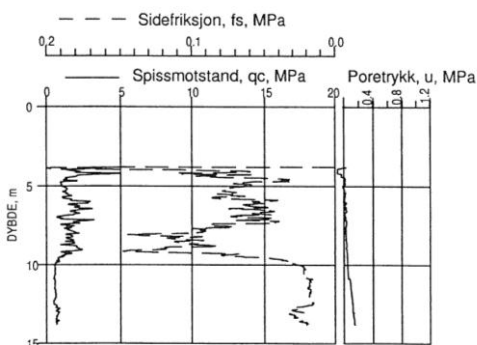 Sidefriksjon, fs, MPa
0,2 0,1 0,0
Spissmotstand, qc, MPa Poretrykk, u, MPa
0 5 10 15 20 0,4 0,8 1,2
DYBDE, m
0
5
10
15